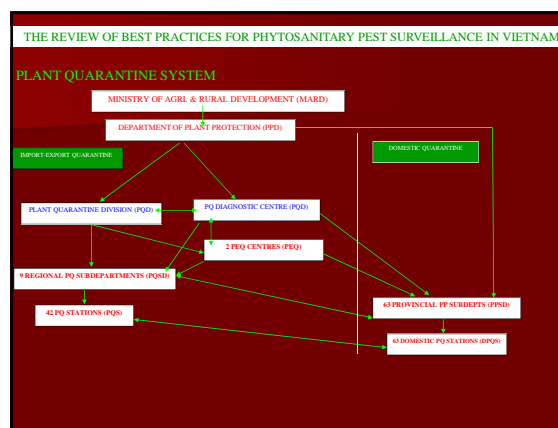 THE REVIEW OF BEST PRACTICES FOR PHYTOSANITARY PEST SURVEILLANCE IN VIETNAM
PLANT QUARANTINE SYSTEM
MINISTRY OF AGRI. & RURAL DEVELOPMENT (MARD)
DEPARTMENT OF PLANT PROTECTION (PPD)
IMPORT-EXPORT QUARANTINE
DOMESTIC QUARANTINE
PLANT QUARANTINE DIVISION (PQD)
PQ DIAGNOSTIC CENTRE (PQD)
2 PEQ CENTRES (PEQ)
9 REGIONAL PQ SUBDEPARTMENTS (PQSD)
63 PROVINCIAL PP SUBDEPTS (PPSD)
42 PQ STATIONS (PQS)
63 DOMESTIC PQ STATIONS (DPQS)